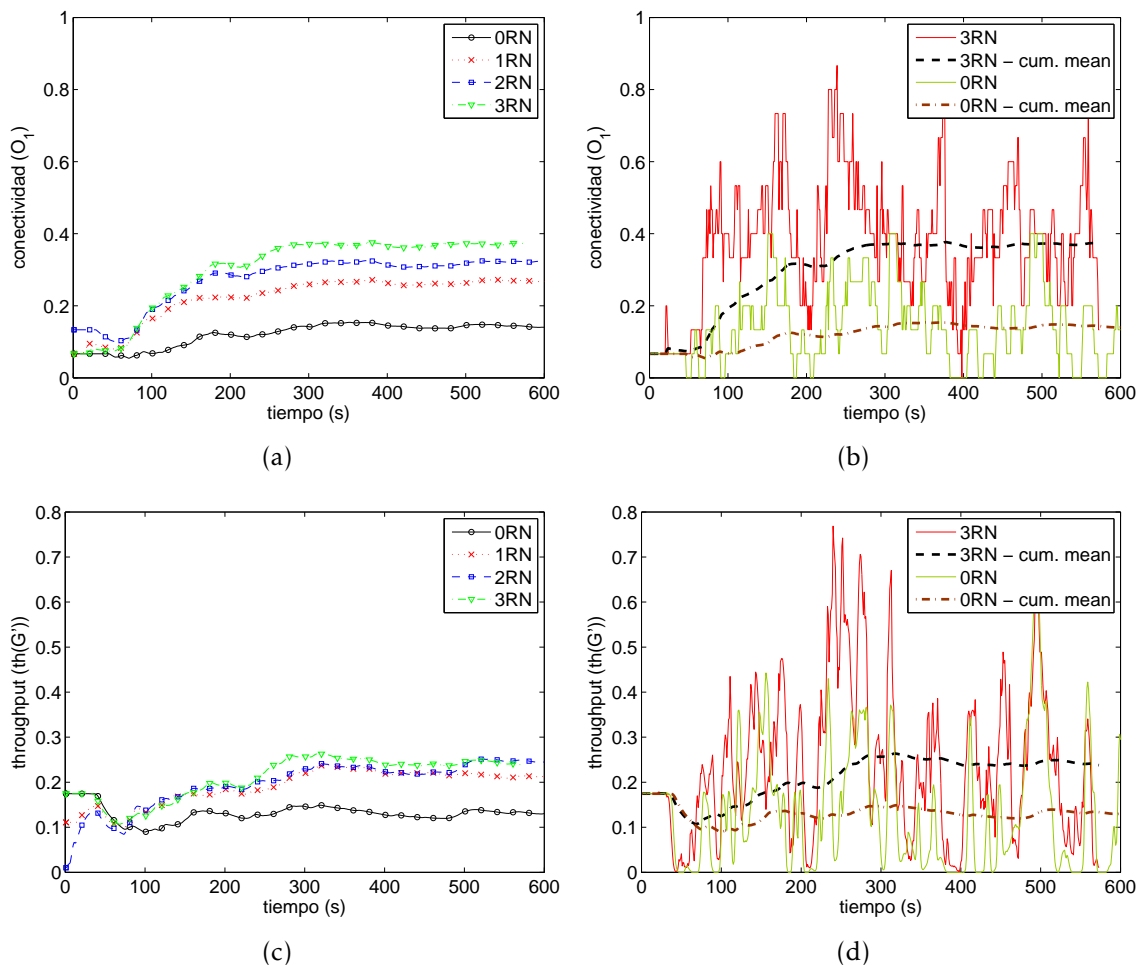 1
0.8
0.6
0.4
0.2
0
conectividad (O1)
0 100 200 300 400 500 600
tiempo (s)
0RN
1RN
2RN
3RN
(a)
1
0.8
0.6
0.4
0.2
0
conectividad (O1)
0 100 200 300 400 500 600
tiempo (s)
3RN
3RN − cum. mean
0RN
0RN − cum. mean
(b)
0.8
0.7
0.6
0.5
0.4
0.3
0.2
0.1
0
throughput (th(G'))
0 100 200 300 400 500 600
tiempo (s)
0RN
1RN
2RN
3RN
(c)
0.8
0.7
0.6
0.5
0.4
0.3
0.2
0.1
0
throughput (th(G'))
0 100 200 300 400 500 600
tiempo (s)
3RN
3RN − cum. mean
0RN
0RN − cum. mean
(d)